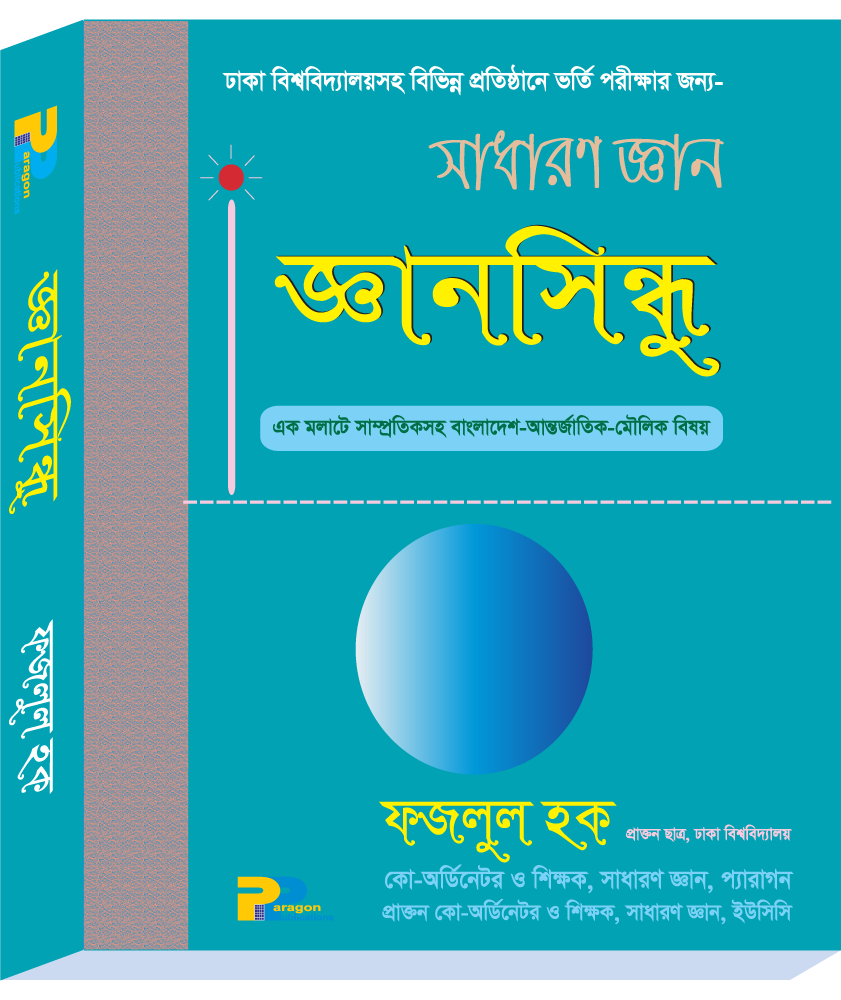 ঢাকা বিশ্ববিদ্যালয়সহ বিভিন্ন প্রতিষ্ঠানে ভর্তি পরীক্ষার জন্য-
সাধারণ জ্ঞান
জ্ঞানসিন্ধু
এক মলাটে সাম্প্রতিকসহ বাংলাদেশ-আন্তর্জাতিক-মৌলিক বিষয়
ফজলুল হক
প্রাক্তন ছাত্র, ঢাকা বিশ্ববিদ্যালয়
কো-অর্ডিনেটর ও শিক্ষক, সাধারণ জ্ঞান, প্যারাগন
প্রাক্তন কো-অর্ডিনেটর ও শিক্ষক, সাধারণ জ্ঞান, ইউসিসি
Paragon
Paragon
জ্ঞানসিন্ধু
ফজলুল হক